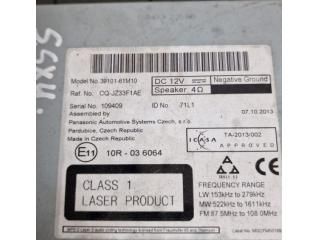 SGXU
Model No. 39101-61M10
DC 12V Negative Ground
Ref. No. CQ-JZ33F1AE
Speaker 4Ω
Serial No. 109409
ID No. 71L1
Assembled by
07.10.2013
Panasonic Automotive Systems Czech, s.r.o.
Pardubice, Czech Republic
Made in Czech Republic
ICASA
TA-2013/002
APPROVED
E11 10R - 03 6064
CLASS 1
LASER PRODUCT
FREQUENCY RANGE
LW:153kHz to 279kHz
MW:522kHz to 1611kHz
FM:87.5MHz to 108.0MHz